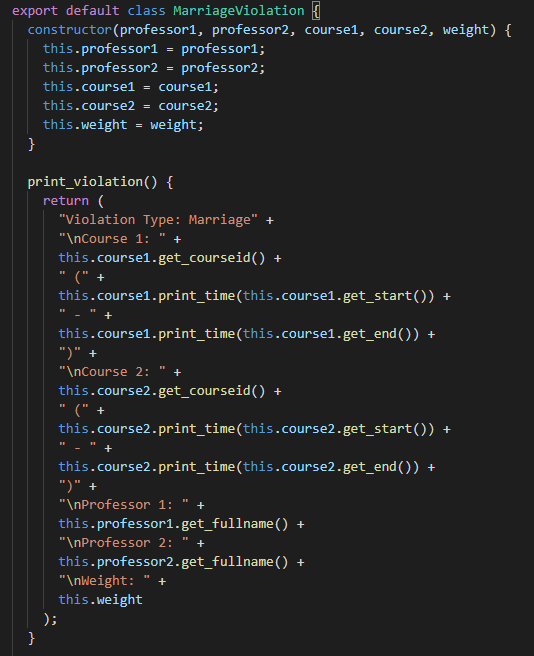 export default class MarriageViolation {
  constructor(professor1, professor2, course1, course2, weight) {
    this.professor1 = professor1;
    this.professor2 = professor2;
    this.course1 = course1;
    this.course2 = course2;
    this.weight = weight;
  }

  print_violation() {
    return (
      "Violation Type: Marriage" +
      "\nCourse 1: " +
      this.course1.get_courseid() +
      " (" +
      this.course1.print_time(this.course1.get_start()) +
      " - " +
      this.course1.print_time(this.course1.get_end()) +
      ")" +
      "\nCourse 2: " +
      this.course2.get_courseid() +
      " (" +
      this.course2.print_time(this.course2.get_start()) +
      " - " +
      this.course2.print_time(this.course2.get_end()) +
      ")" +
      "\nProfessor 1: " +
      this.professor1.get_fullname() +
      "\nProfessor 2: " +
      this.professor2.get_fullname() +
      "\nWeight: " +
      this.weight
    );
  }